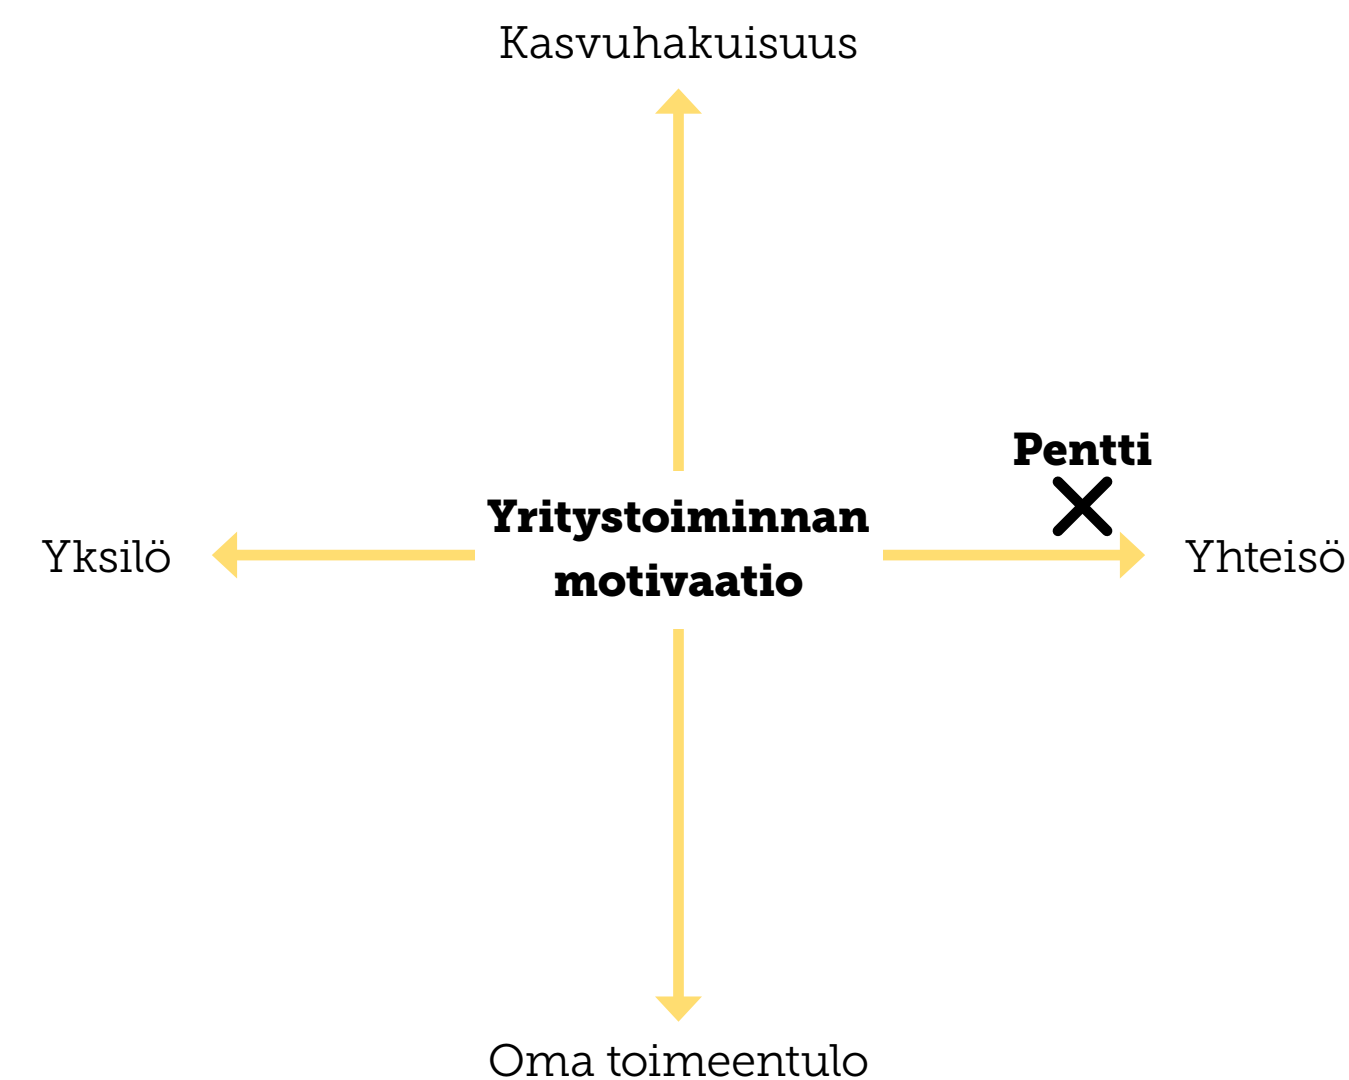 Kasvuhakuisuus
Pentti
Yritystoiminnan
motivaatio
Yksilö
Yhteisö
Oma toimeentulo